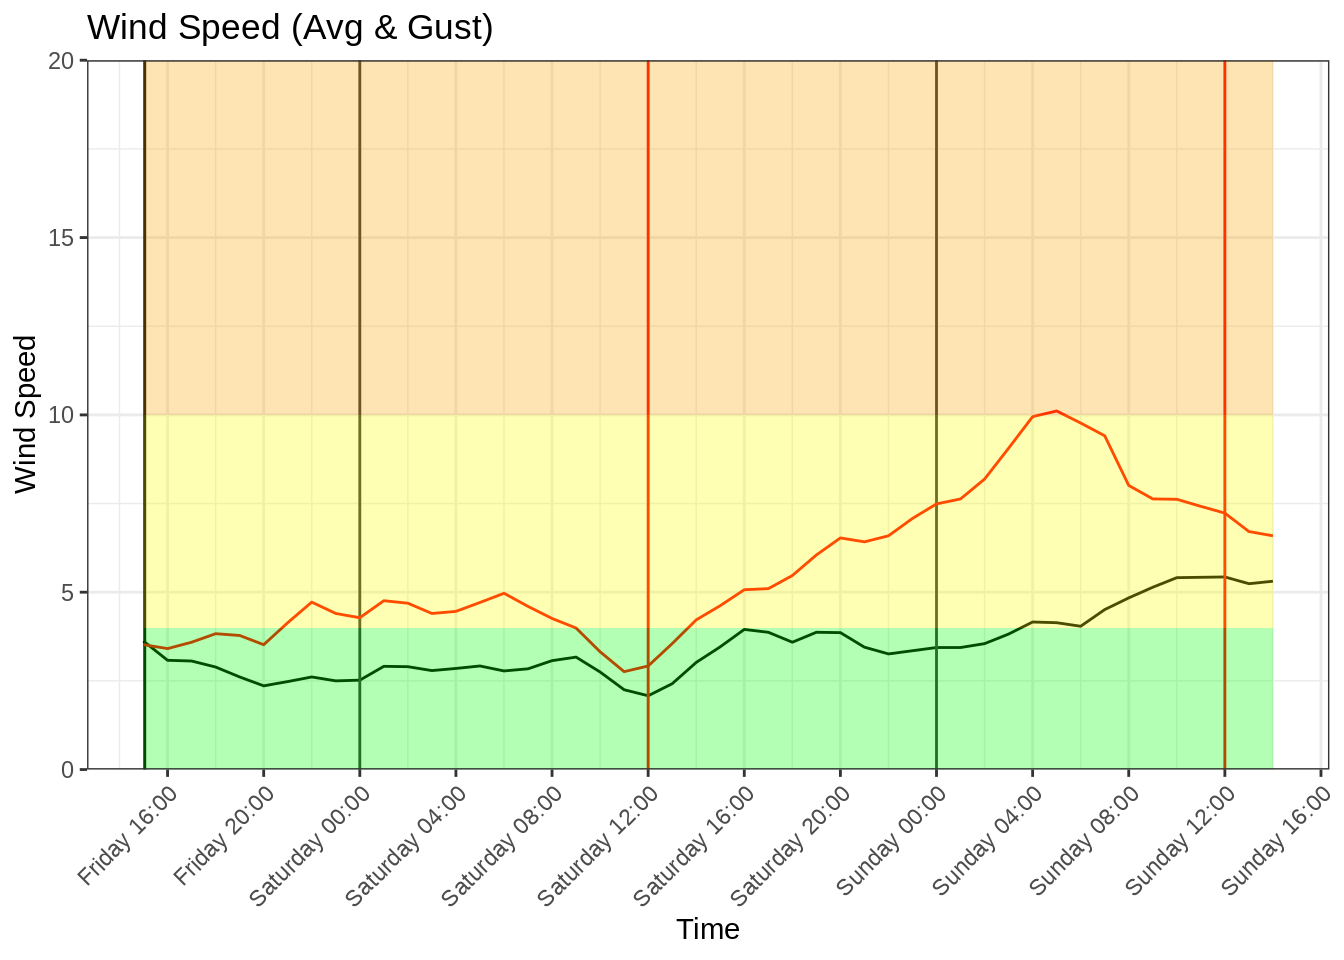 Wind Speed (Avg & Gust)
20
15
10
5
0
Wind Speed
Friday 16:00
Friday 20:00
Saturday 00:00
Saturday 04:00
Saturday 08:00
Saturday 12:00
Saturday 16:00
Saturday 20:00
Sunday 00:00
Sunday 04:00
Sunday 08:00
Sunday 12:00
Sunday 16:00
Time